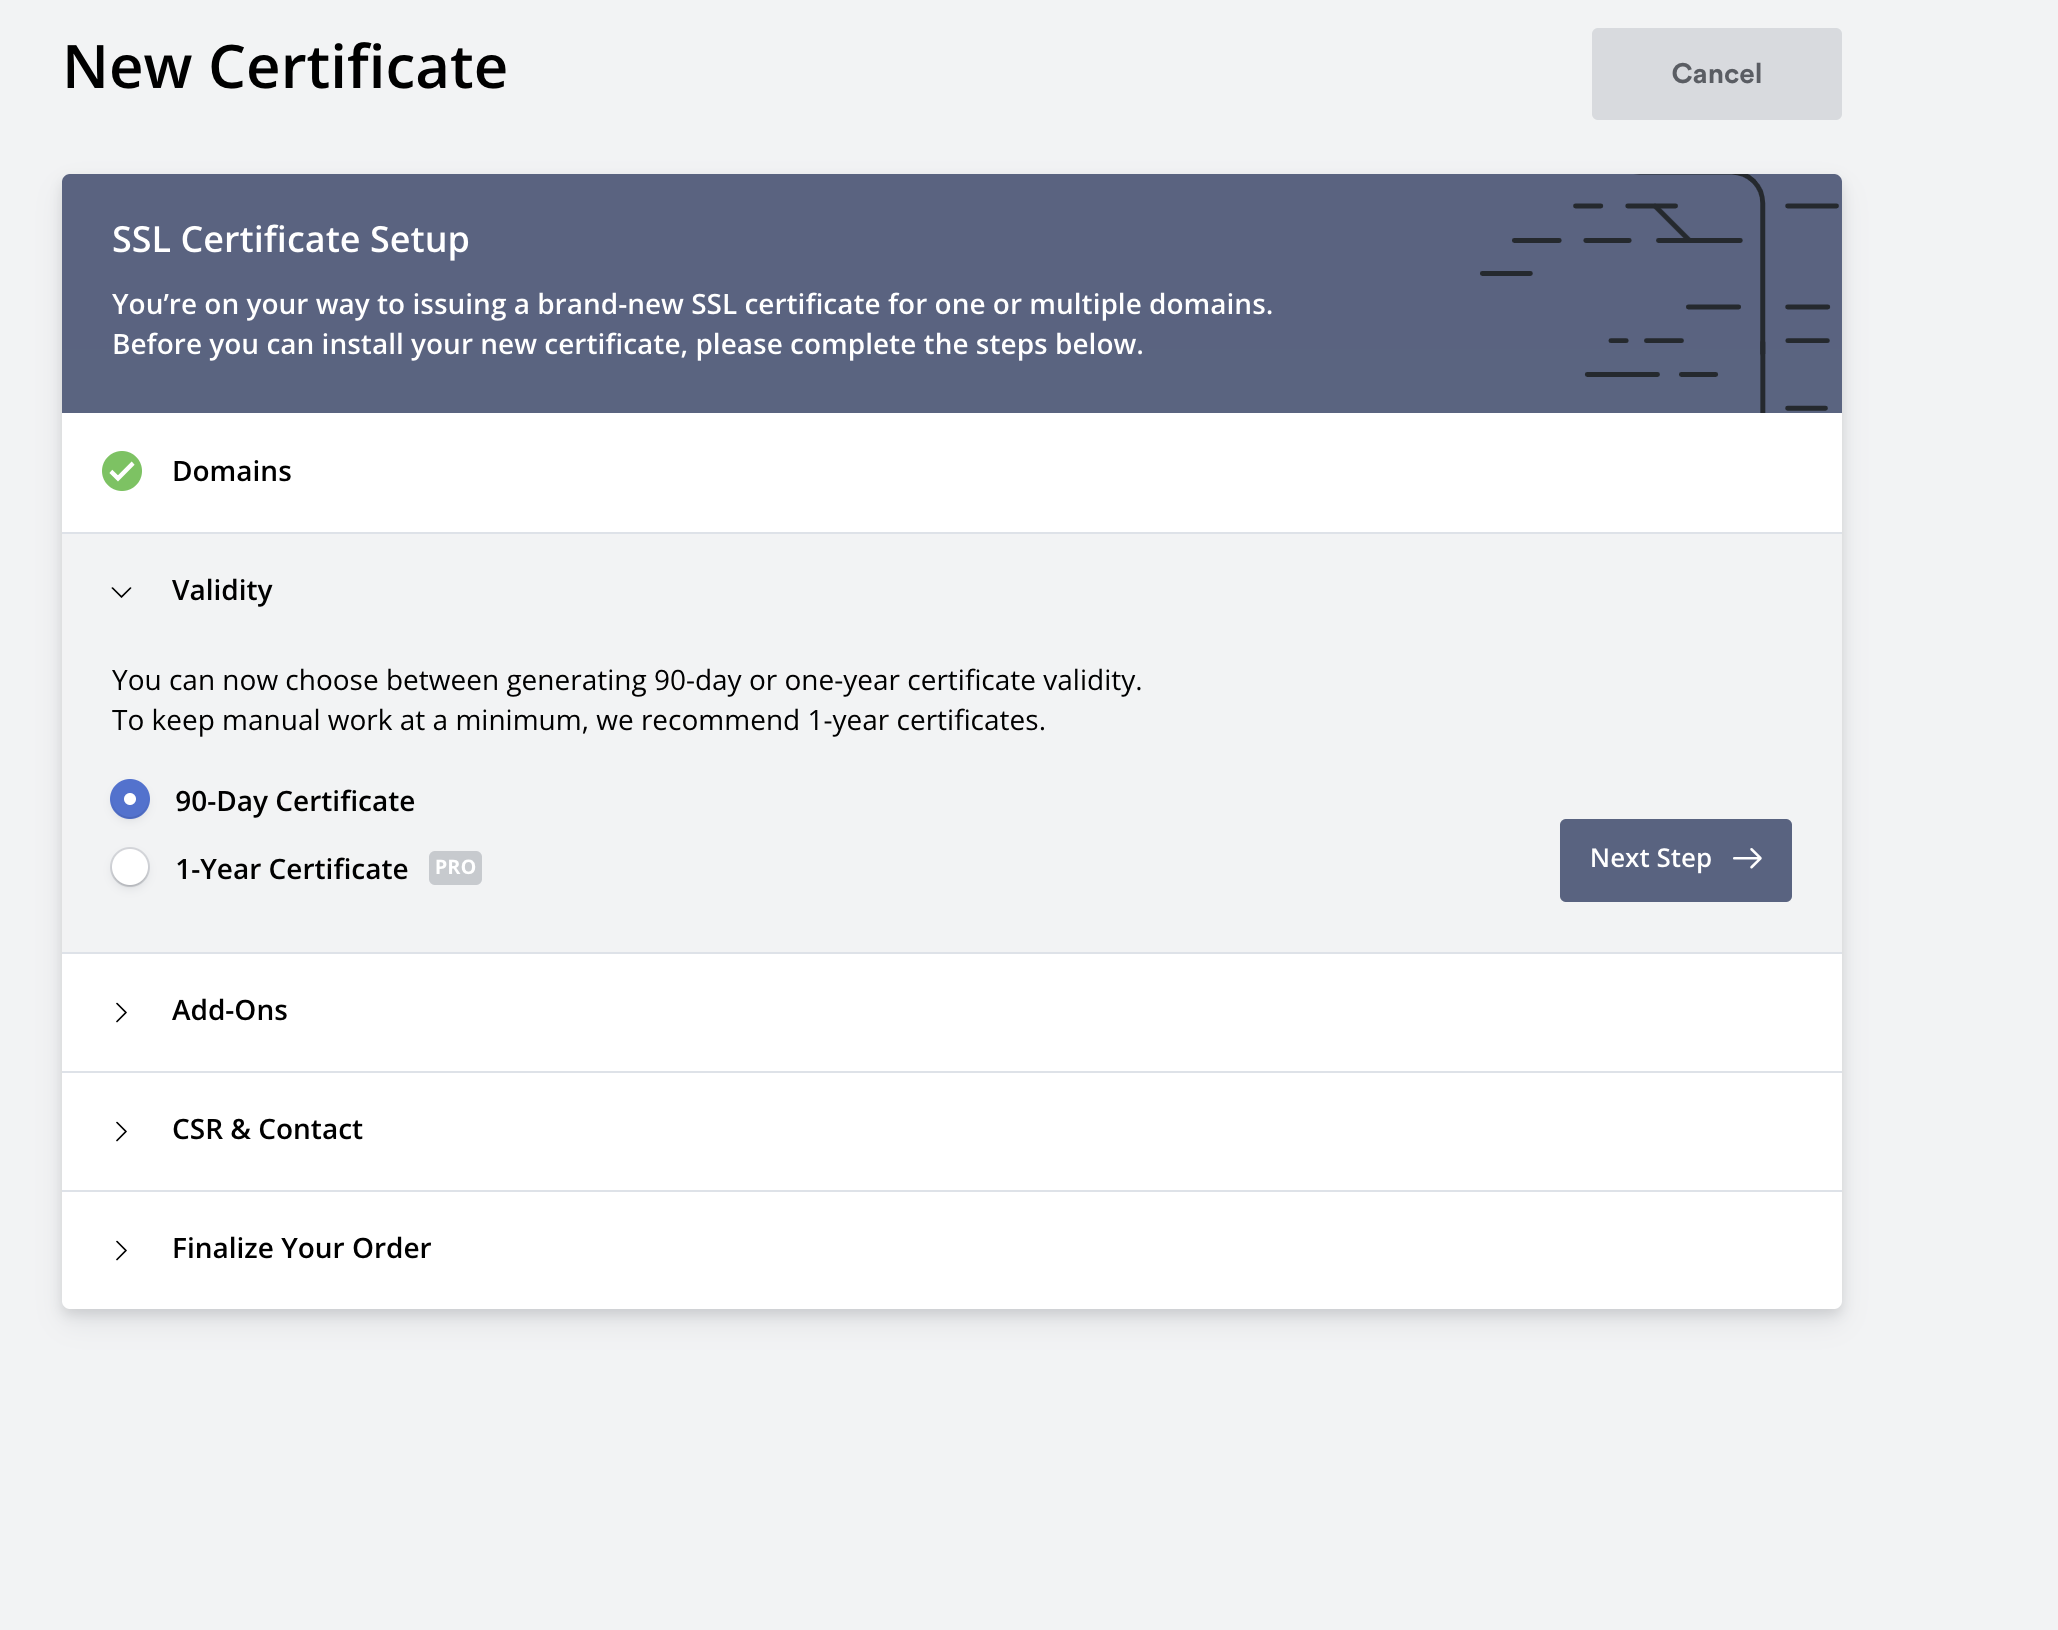 New Certificate
Cancel
SSL Certificate Setup
You’re on your way to issuing a brand-new SSL certificate for one or multiple domains.
Before you can install your new certificate, please complete the steps below.
Domains
Validity
You can now choose between generating 90-day or one-year certificate validity.
To keep manual work at a minimum, we recommend 1-year certificates.
90-Day Certificate
1-Year Certificate PRO
Next Step
Add-Ons
CSR & Contact
Finalize Your Order